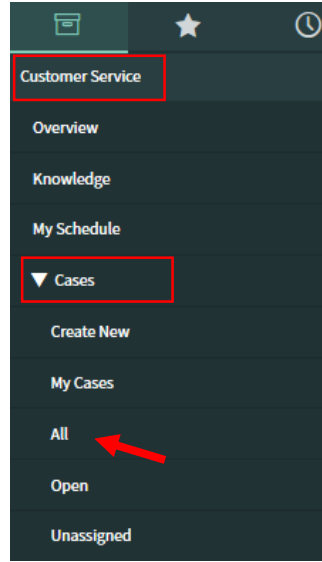 Customer Service
Overview
Knowledge
My Schedule
Cases
Create New
My Cases
All
Open
Unassigned